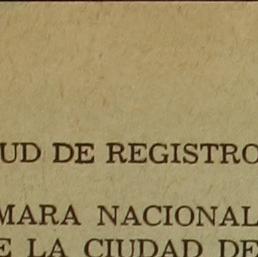 UD DE REGISTRO
MARA NACIONAL
E LA CIUDAD DE